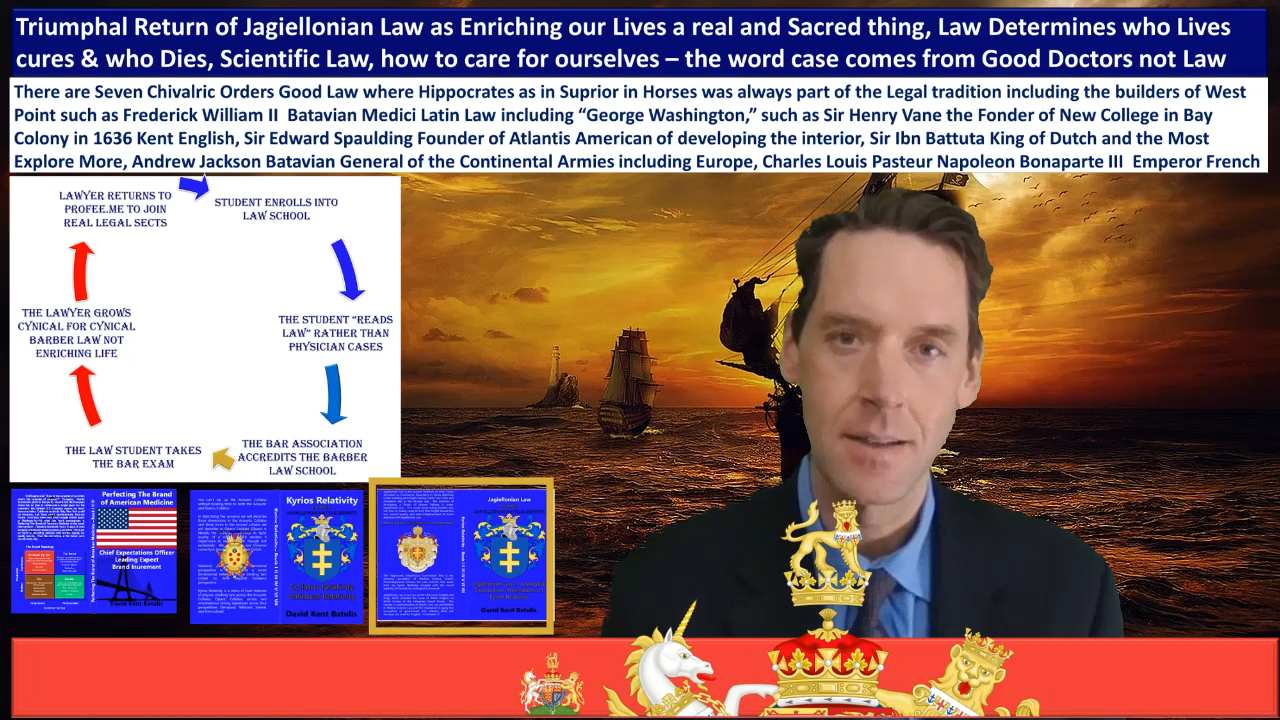 Triumphal Return of Jagiellonian Law as Enriching our Lives a real and Sacred thing, Law Determines who Lives
cures & who Dies, Scientific Law, how to care for ourselves – the word case comes from Good Doctors not Law
There are Seven Chivalric Orders Good Law where Hippocrates as in Suprior in Horses was always part of the Legal tradition including the builders of West
Point such as Frederick William II Batavian Medici Latin Law including “George Washington,” such as Sir Henry Vane the Fonder of New College in Bay
Colony in 1636 Kent English, Sir Edward Spaulding Founder of Atlantis American of developing the interior, Sir Ibn Battuta King of Dutch and the Most
Explore More, Andrew Jackson Batavian General of the Continental Armies including Europe, Charles Louis Pasteur Napoleon Bonaparte III Emperor French
LAWYER RETURNS TO
PROFEE.ME TO JOIN
REAL LEGAL SECTS
STUDENT ENROLLS INTO
LAW SCHOOL
THE STUDENT “READS
LAW” RATHER THAN
PHYSICIAN CASES
THE BAR ASSOCIATION
ACCREDITS THE BARBER
LAW SCHOOL
THE LAW STUDENT TAKES
THE BAR EXAM
THE LAWYER GROWS
CYNICAL FOR CYNICAL
BARBER LAW NOT
ENRICHING LIFE
Perfecting The Brand
of American Medicine
Chief Expectations Officer
Leading Expect
Brand Inurement
David Kent Batulis
Kyrios Relativity
David Kent Batulis
Jagiellonian Law
David Kent Batulis